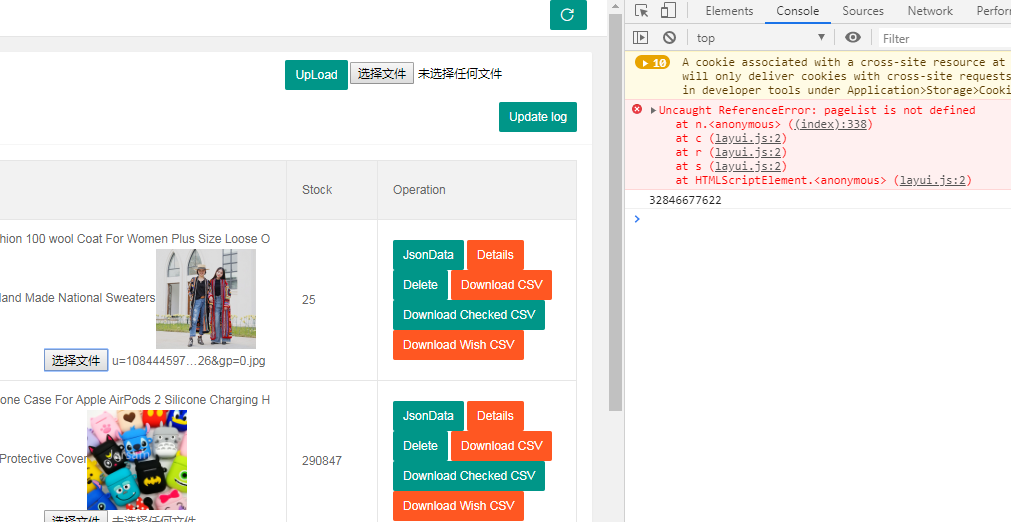 UpLoad 选择文件 未选择任何文件
Update log
Stock Operation
hion 100 wool Coat For Women Plus Size Loose O
Hand Made National Sweaters
选择文件 u=108444597...26&gp=0.jpg
25
JsonData Details
Delete Download CSV
Download Checked CSV
Download Wish CSV
one Case For Apple AirPods 2 Silicone Charging H
Protective Cover
选择文件 未选择任何文件
290847
JsonData Details
Delete Download CSV
Download Checked CSV
Download Wish CSV
Elements Console Sources Network Perfor
top Filter
10 A cookie associated with a cross-site resource at
will only deliver cookies with cross-site requests
in developer tools under Application>Storage>Cooki
Uncaught ReferenceError: pageList is not defined
at n.<anonymous> ((index):338)
at c (layui.js:2)
at r (layui.js:2)
at s (layui.js:2)
at HTMLScriptElement.<anonymous> (layui.js:2)
32846677622